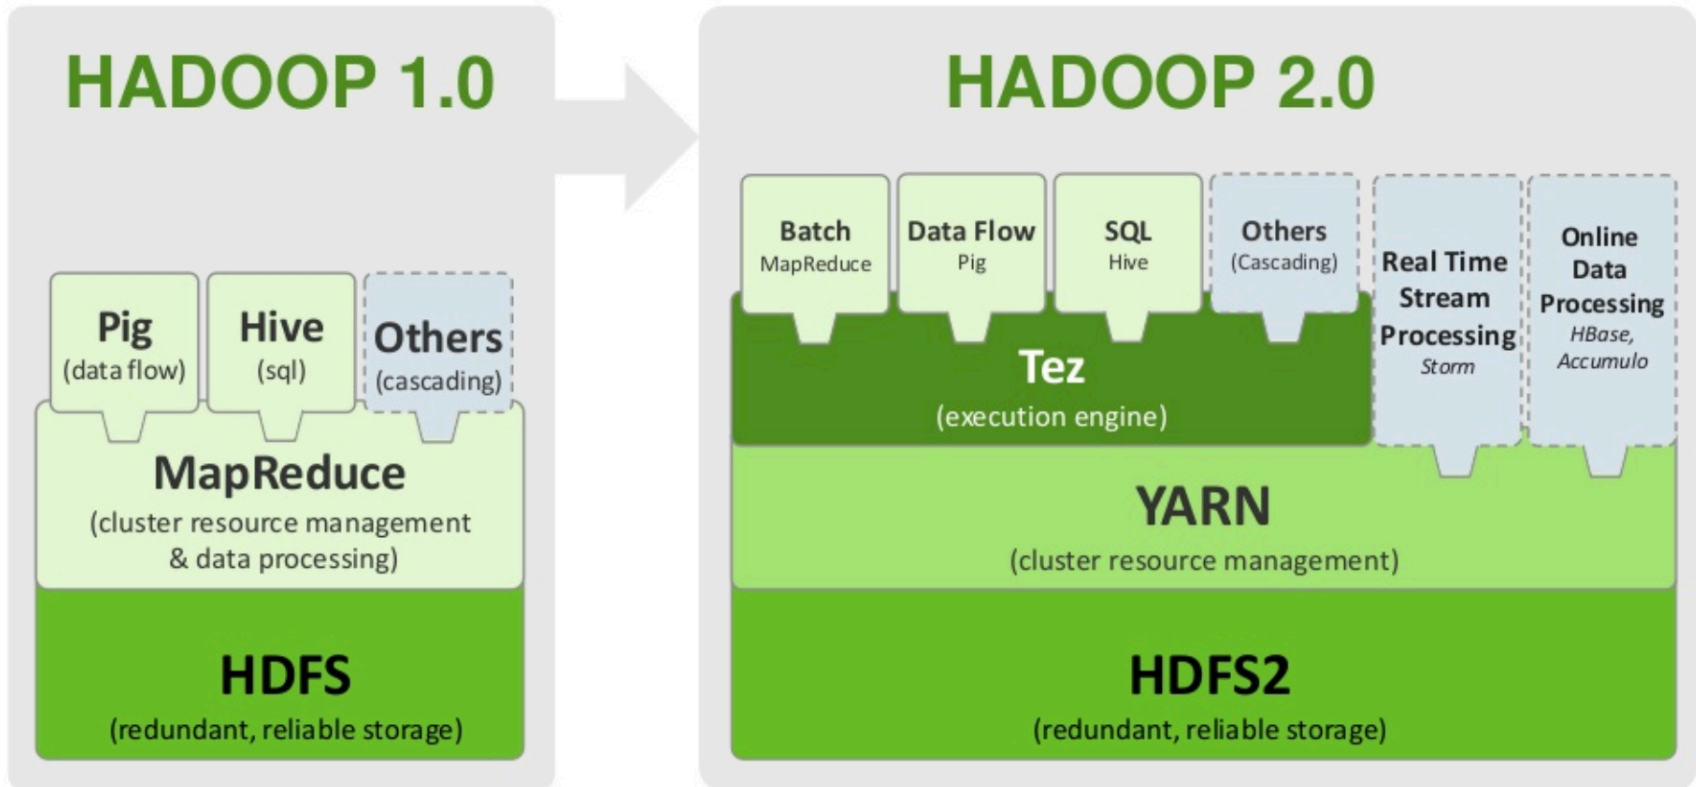 HADOOP 1.0
Pig
(data flow)
Hive
(sql)
Others
(cascading)
MapReduce
(cluster resource management
& data processing)
HDFS
(redundant, reliable storage)
HADOOP 2.0
Batch
MapReduce
Data Flow
Pig
SQL
Hive
Others
(Cascading)
Real Time
Stream
Processing
Storm
Online
Data
Processing
HBase,
Accumulo
Tez
(execution engine)
YARN
(cluster resource management)
HDFS2
(redundant, reliable storage)